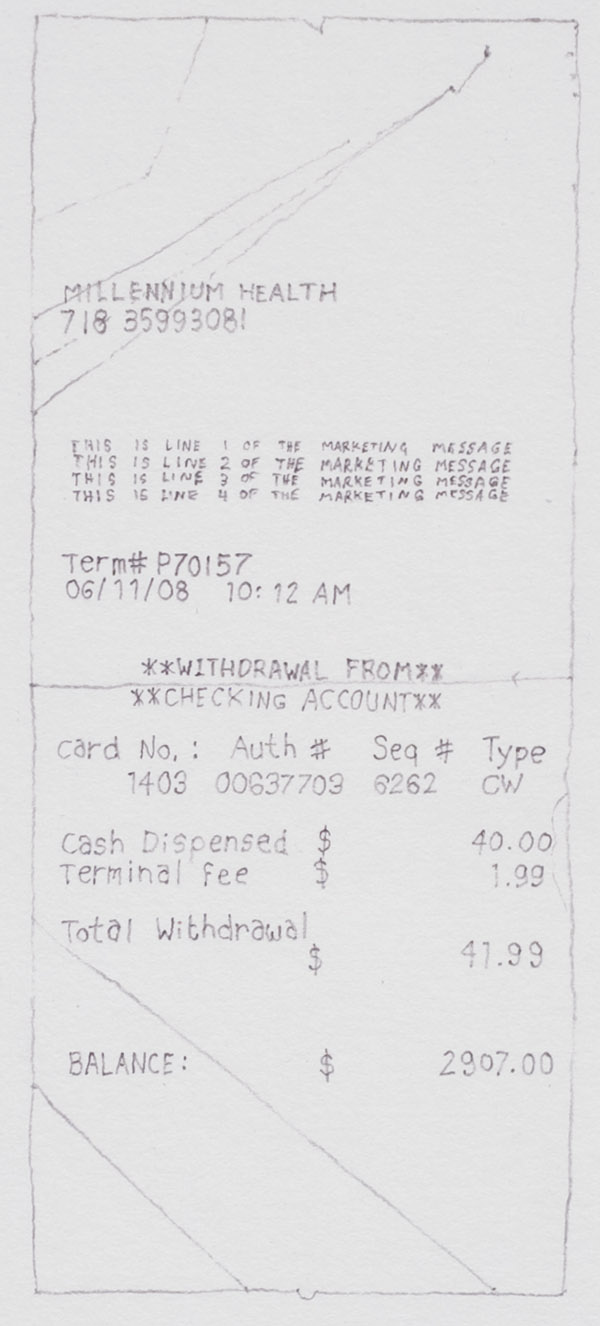 MILLENNIUM HEALTH
718 35993081
THIS IS LINE 1 OF THE MARKETING MESSAGE
THIS IS LINE 2 OF THE MARKETING MESSAGE
THIS IS LINE 3 OF THE MARKETING MESSAGE
THIS IS LINE 4 OF THE MARKETING MESSAGE
Term# P70157
06/11/08 10:12 AM
**WITHDRAWAL FROM**
**CHECKING ACCOUNT**
Card No.: Auth # Seq # Type
1403 00637709 6262 CW
Cash Dispensed $ 40.00
Terminal Fee $ 1.99
Total Withdrawal
$ 41.99
BALANCE: $ 2907.00